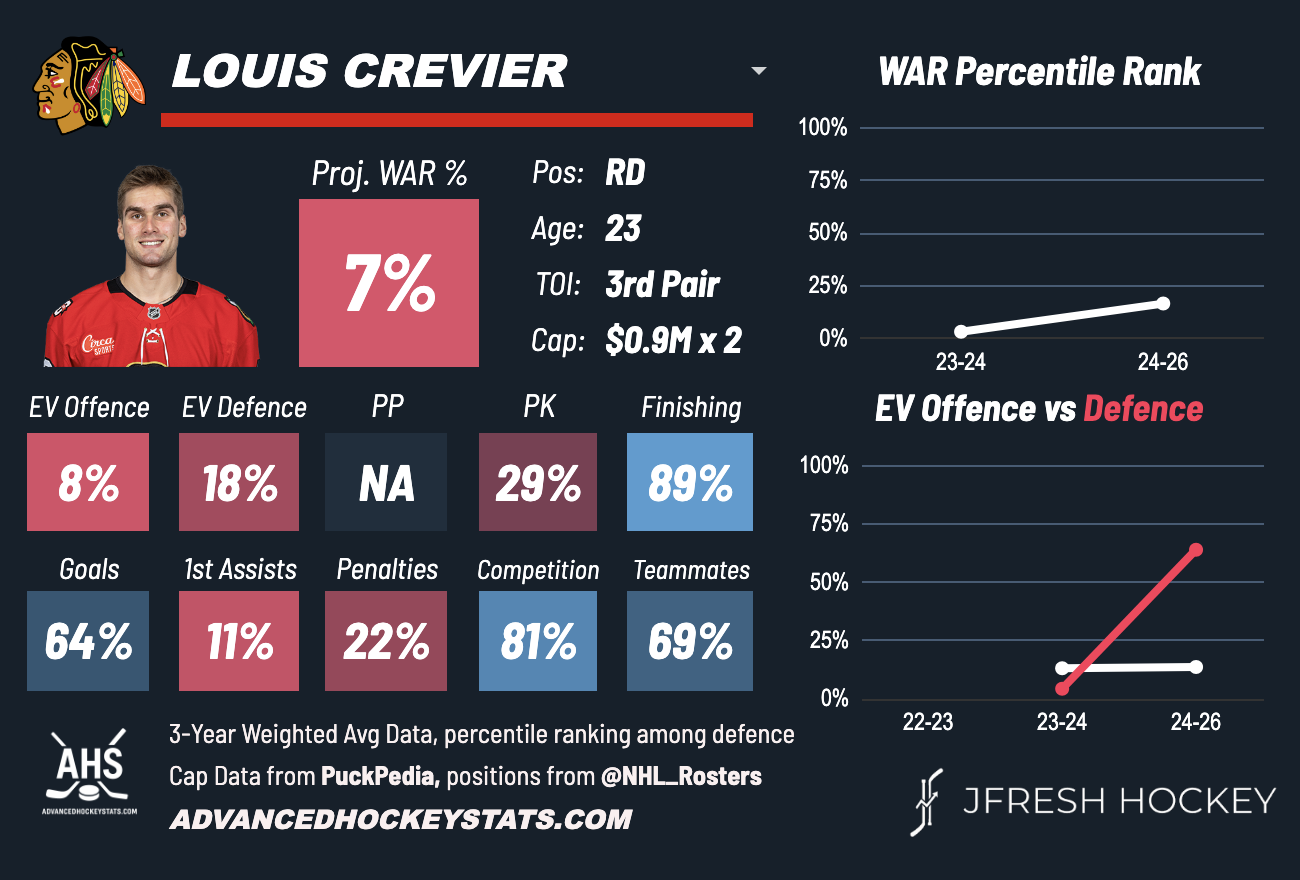 LOUIS CREVIER
WAR Percentile Rank
Proj. WAR %
7%
Pos: RD
Age: 23
TOI: 3rd Pair
Cap: $0.9M x 2
Circa
SPORTS
100%
75%
50%
25%
0%
23-24 24-26
EV Offence EV Defence PP PK Finishing
8% 18% NA 29% 89%
Goals 1st Assists Penalties Competition Teammates
64% 11% 22% 81% 69%
EV Offence vs Defence
100%
75%
50%
25%
0%
22-23 23-24 24-26
AHS
ADVANCEDHOCKEYSTATS.COM
3-Year Weighted Avg Data, percentile ranking among defence
Cap Data from PuckPedia, positions from @NHL_Rosters
ADVANCEDHOCKEYSTATS.COM
JFRESH HOCKEY